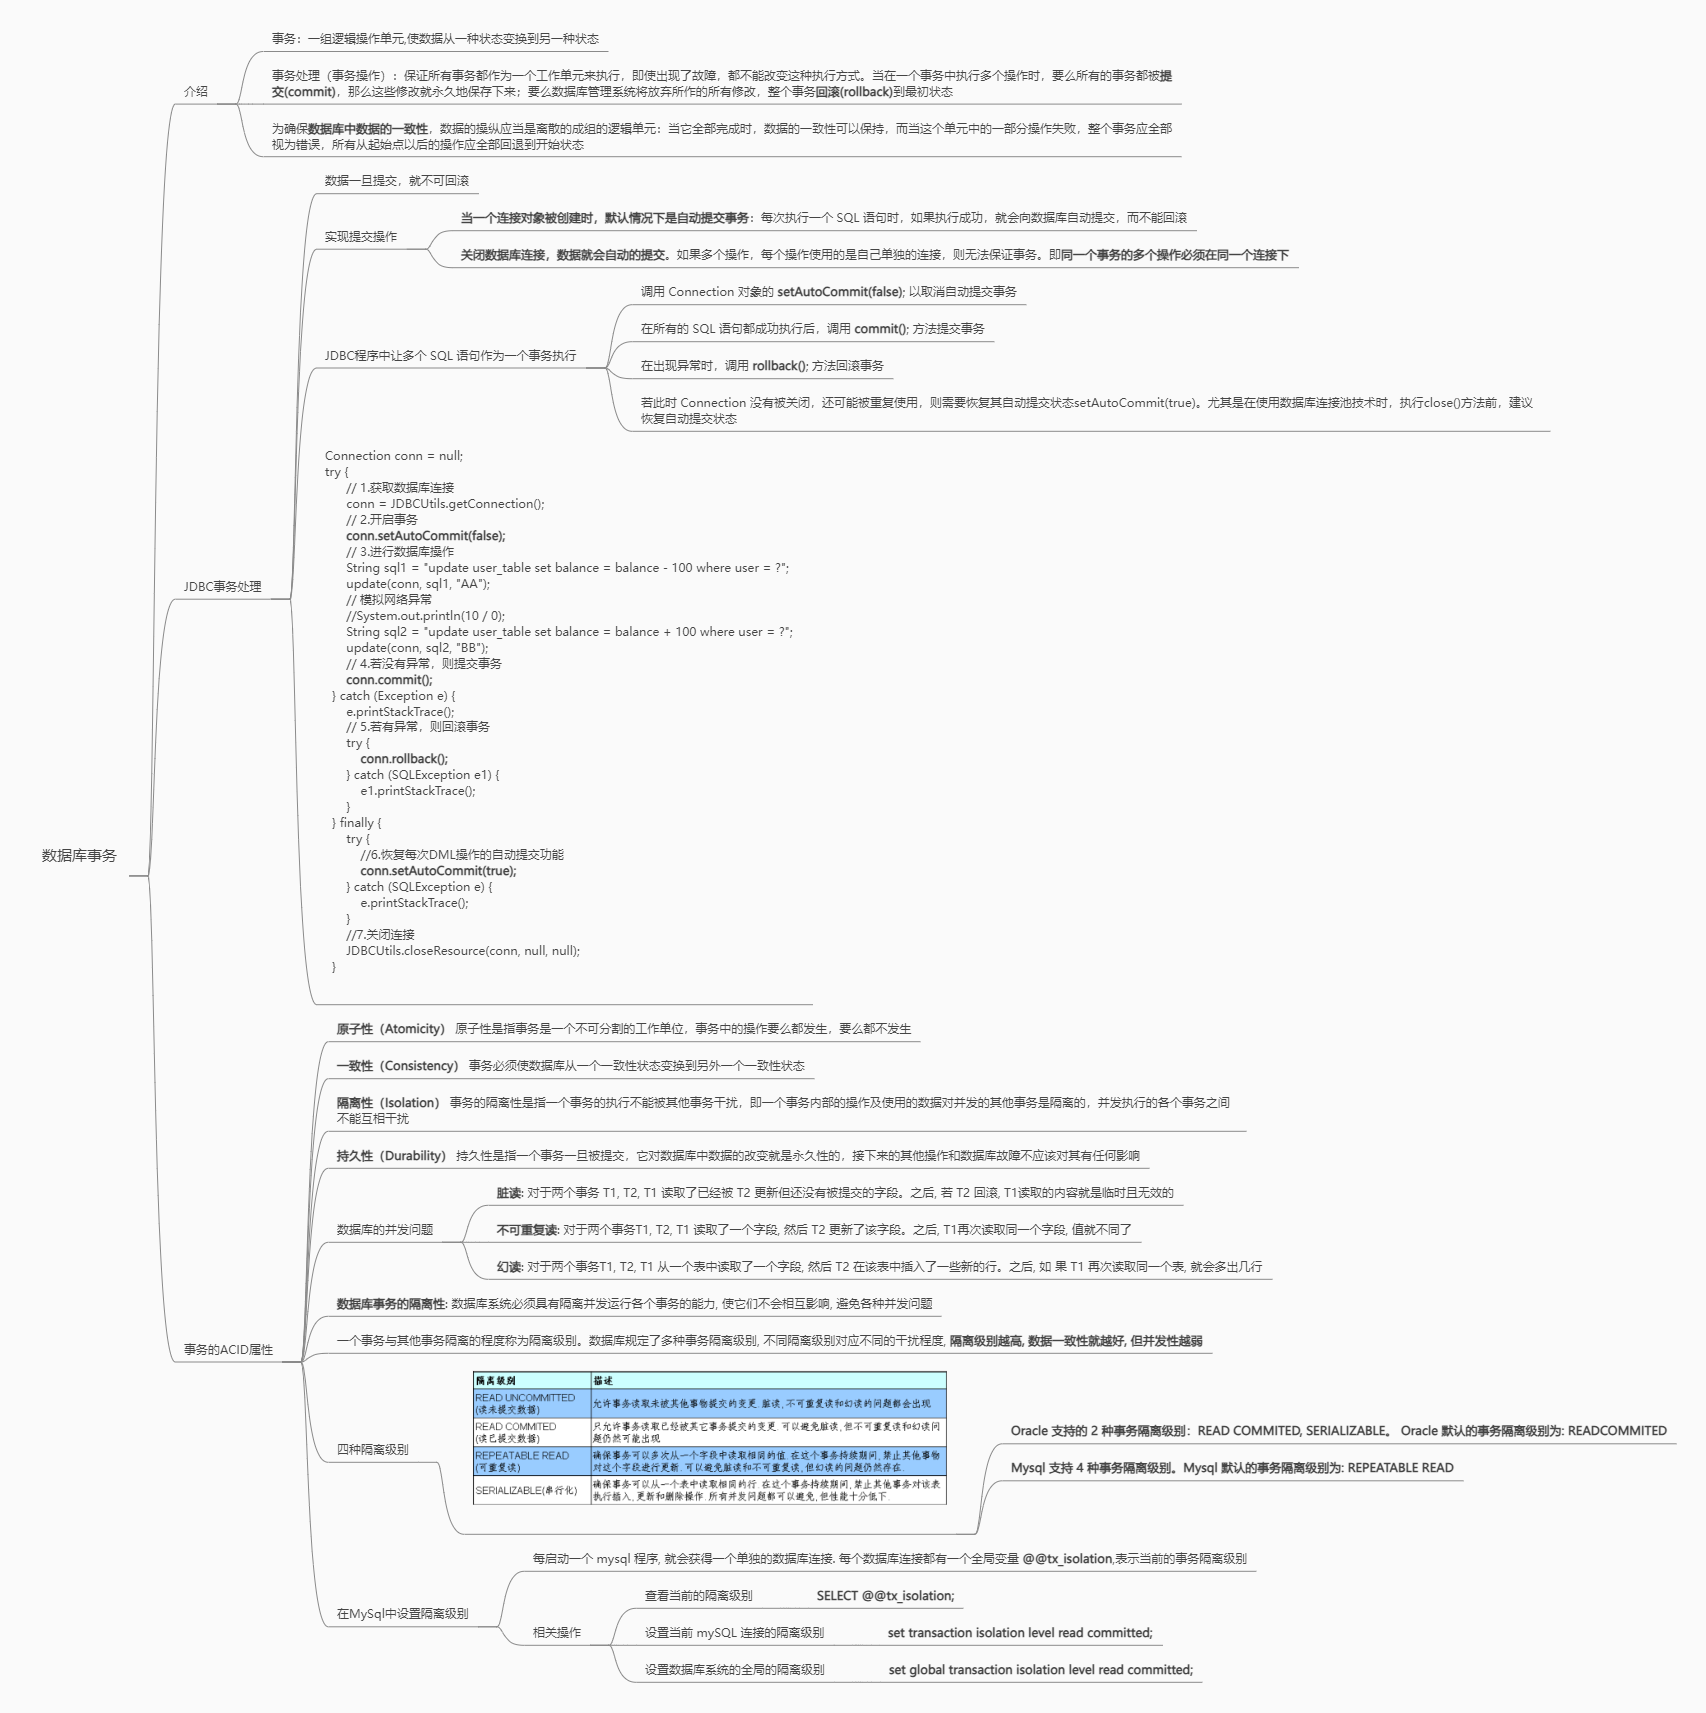 事务：一组逻辑操作单元,使数据从一种状态变换到另一种状态
介绍
事务处理（事务操作）：保证所有事务都作为一个工作单元来执行，即使出现了故障，都不能改变这种执行方式。当在一个事务中执行多个操作时，要么所有的事务都被提
交(commit)，那么这些修改就永久地保存下来；要么数据库管理系统将放弃所作的所有修改，整个事务回滚(rollback)到最初状态
为确保数据库中数据的一致性，数据的操纵应当是离散的成组的逻辑单元：当它全部完成时，数据的一致性可以保持，而当这个单元中的一部分操作失败，整个事务应全部
视为错误，所有从起始点以后的操作应全部回退到开始状态
数据一旦提交，就不可回滚
实现提交操作
当一个连接对象被创建时，默认情况下是自动提交事务：每次执行一个 SQL 语句时，如果执行成功，就会向数据库自动提交，而不能回滚
关闭数据库连接，数据就会自动的提交。如果多个操作，每个操作使用的是自己单独的连接，则无法保证事务。即同一个事务的多个操作必须在同一个连接下
JDBC程序中让多个 SQL 语句作为一个事务执行
调用 Connection 对象的 setAutoCommit(false); 以取消自动提交事务
在所有的 SQL 语句都成功执行后，调用 commit(); 方法提交事务
在出现异常时，调用 rollback(); 方法回滚事务
若此时 Connection 没有被关闭，还可能被重复使用，则需要恢复其自动提交状态setAutoCommit(true)。尤其是在使用数据库连接池技术时，执行close()方法前，建议
恢复自动提交状态
JDBC事务处理
Connection conn = null;
try {
// 1.获取数据库连接
conn = JDBCUtils.getConnection();
// 2.开启事务
conn.setAutoCommit(false);
// 3.进行数据库操作
String sql1 = "update user_table set balance = balance - 100 where user = ?";
update(conn, sql1, "AA");
// 模拟网络异常
//System.out.println(10 / 0);
String sql2 = "update user_table set balance = balance + 100 where user = ?";
update(conn, sql2, "BB");
// 4.若没有异常，则提交事务
conn.commit();
} catch (Exception e) {
e.printStackTrace();
// 5.若有异常，则回滚事务
try {
conn.rollback();
} catch (SQLException e1) {
e1.printStackTrace();
}
} finally {
try {
//6.恢复每次DML操作的自动提交功能
conn.setAutoCommit(true);
} catch (SQLException e) {
e.printStackTrace();
}
//7.关闭连接
JDBCUtils.closeResource(conn, null, null);
}
数据库事务
原子性（Atomicity） 原子性是指事务是一个不可分割的工作单位，事务中的操作要么都发生，要么都不发生
一致性（Consistency） 事务必须使数据库从一个一致性状态变换到另外一个一致性状态
隔离性（Isolation） 事务的隔离性是指一个事务的执行不能被其他事务干扰，即一个事务内部的操作及使用的数据对并发的其他事务是隔离的，并发执行的各个事务之间
不能互相干扰
持久性（Durability） 持久性是指一个事务一旦被提交，它对数据库中数据的改变就是永久性的，接下来的其他操作和数据库故障不应该对其有任何影响
数据库的并发问题
脏读: 对于两个事务 T1, T2, T1 读取了已经被 T2 更新但还没有被提交的字段。之后, 若 T2 回滚, T1读取的内容就是临时且无效的
不可重复读: 对于两个事务T1, T2, T1 读取了一个字段, 然后 T2 更新了该字段。之后, T1再次读取同一个字段, 值就不同了
幻读: 对于两个事务T1, T2, T1 从一个表中读取了一个字段, 然后 T2 在该表中插入了一些新的行。之后, 如 果 T1 再次读取同一个表, 就会多出几行
数据库事务的隔离性: 数据库系统必须具有隔离并发运行各个事务的能力, 使它们不会相互影响, 避免各种并发问题
一个事务与其他事务隔离的程度称为隔离级别。数据库规定了多种事务隔离级别, 不同隔离级别对应不同的干扰程度, 隔离级别越高, 数据一致性就越好, 但并发性越弱
事务的ACID属性
四种隔离级别
隔离级别 描述
READ UNCOMMITTED
(读未提交数据)
允许事务读取未被其他事物提交的变更.脏读,不可重复读和幻读的问题都会出现
READ COMMITED
(读已提交数据)
只允许事务读取已经被其它事务提交的变更.可以避免脏读,但不可重复读和幻读问
题仍然可能出现
REPEATABLE READ
(可重复读)
确保事务可以多次从一个字段中读取相同的值.在这个事务持续期间,禁止其他事物
对这个字段进行更新.可以避免脏读和不可重复读,但幻读的问题仍然存在.
SERIALIZABLE(串行化)
确保事务可以从一个表中读取相同的行.在这个事务持续期间,禁止其他事务对该表
执行插入,更新和删除操作.所有并发问题都可以避免,但性能十分低下.
Oracle 支持的 2 种事务隔离级别：READ COMMITED, SERIALIZABLE。 Oracle 默认的事务隔离级别为: READCOMMITED
Mysql 支持 4 种事务隔离级别。Mysql 默认的事务隔离级别为: REPEATABLE READ
在MySql中设置隔离级别
每启动一个 mysql 程序, 就会获得一个单独的数据库连接. 每个数据库连接都有一个全局变量 @@tx_isolation,表示当前的事务隔离级别
相关操作
查看当前的隔离级别 SELECT @@tx_isolation;
设置当前 mySQL 连接的隔离级别 set transaction isolation level read committed;
设置数据库系统的全局的隔离级别 set global transaction isolation level read committed;